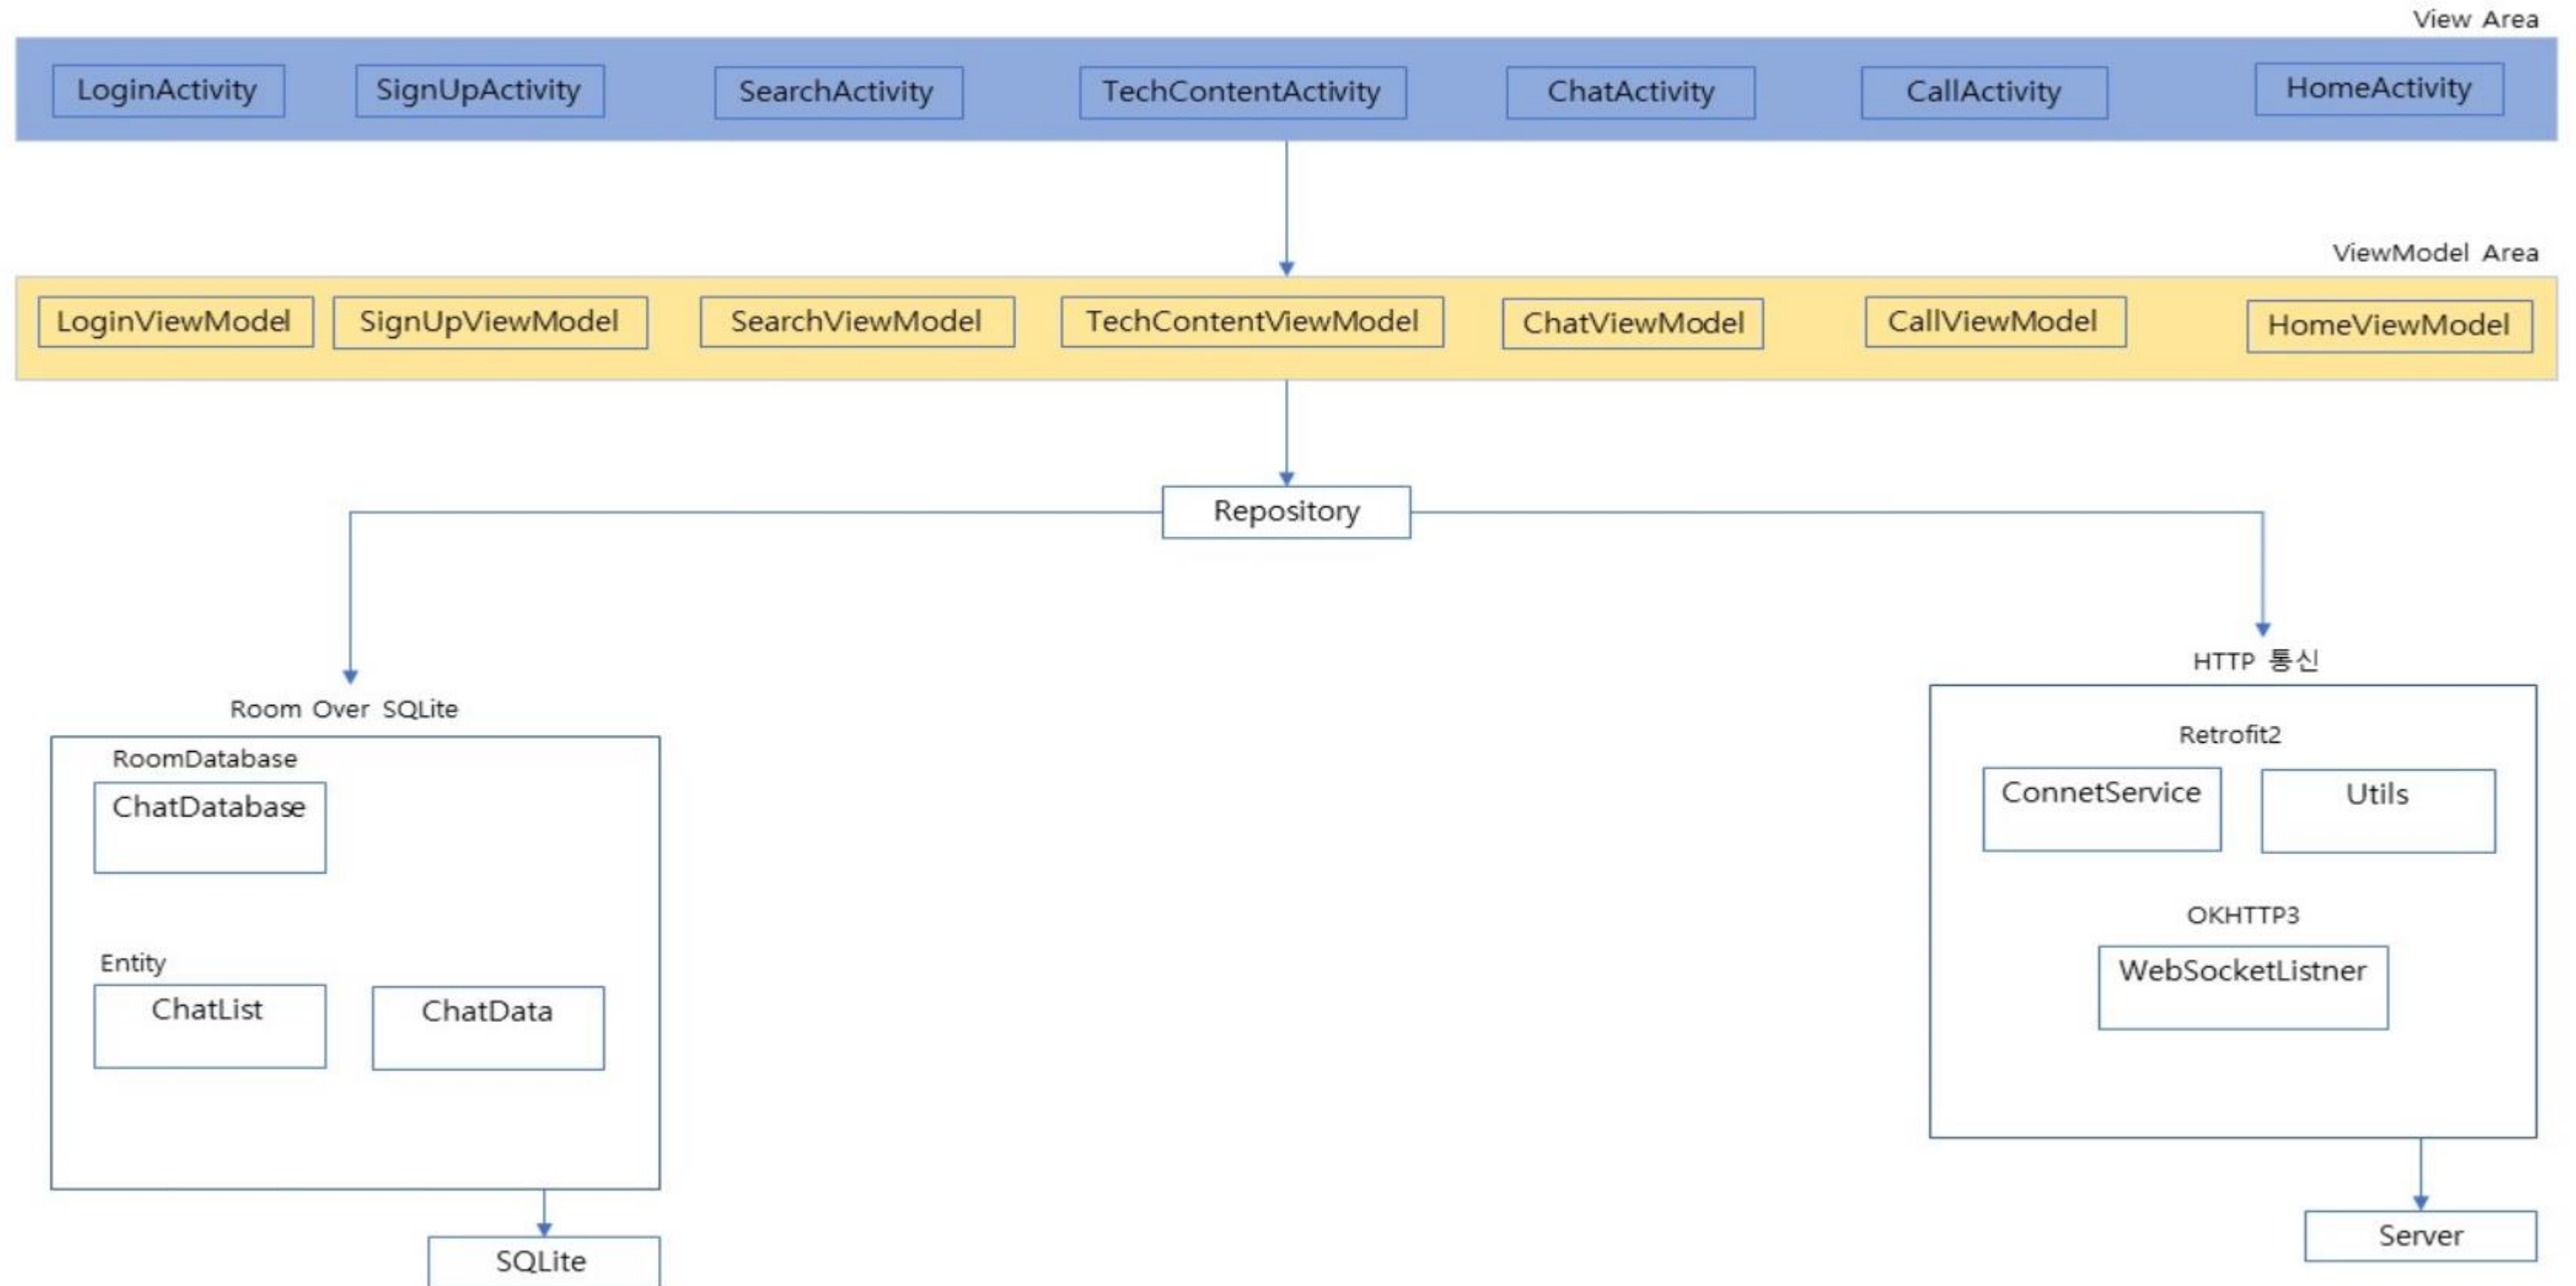 View Area
LoginActivity
SignUpActivity
SearchActivity
TechContentActivity
ChatActivity
CallActivity
HomeActivity
ViewModel Area
LoginViewModel
SignUpViewModel
SearchViewModel
TechContentViewModel
ChatViewModel
CallViewModel
HomeViewModel
Repository
Room Over SQLite
RoomDatabase
ChatDatabase
Entity
ChatList
ChatData
SQLite
HTTP 통신
Retrofit2
ConnetService
Utils
OKHTTP3
WebSocketListner
Server